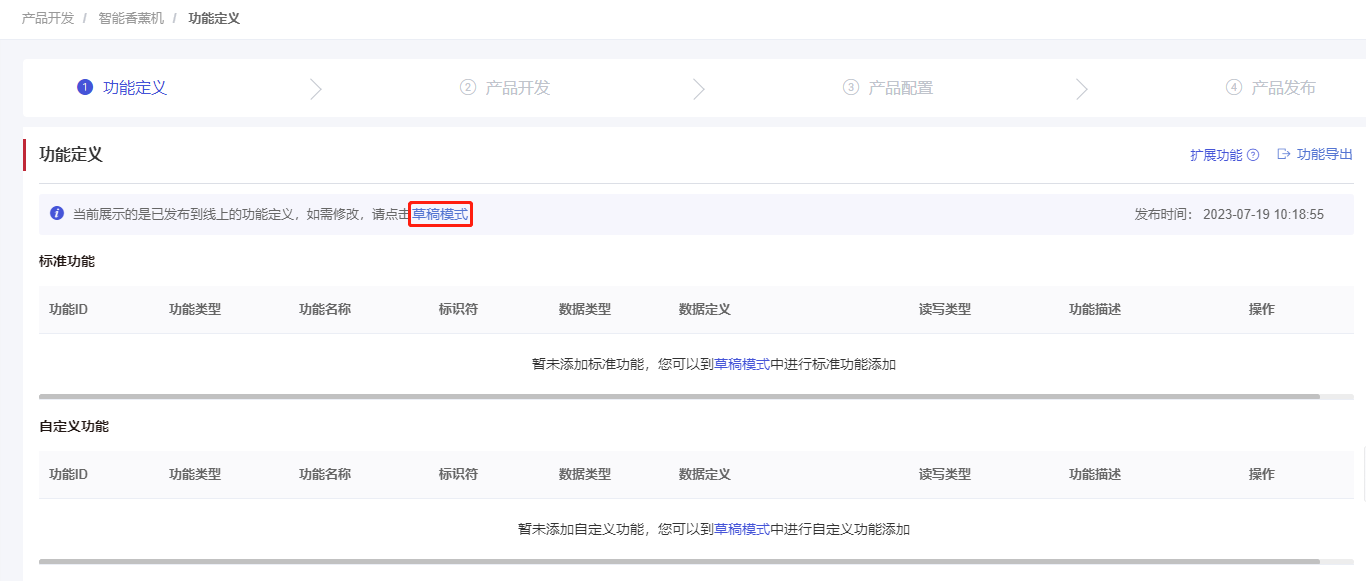 产品开发 / 智能香薰机 / 功能定义
1 功能定义 2 产品开发 3 产品配置 4 产品发布
功能定义 扩展功能 ? 功能导出
i 当前展示的是已发布到线上的功能定义，如需修改，请点击草稿模式 发布时间： 2023-07-19 10:18:55
标准功能
功能ID 功能类型 功能名称 标识符 数据类型 数据定义 读写类型 功能描述 操作
暂未添加标准功能，您可以到草稿模式中进行标准功能添加
自定义功能
功能ID 功能类型 功能名称 标识符 数据类型 数据定义 读写类型 功能描述 操作
暂未添加自定义功能，您可以到草稿模式中进行自定义功能添加